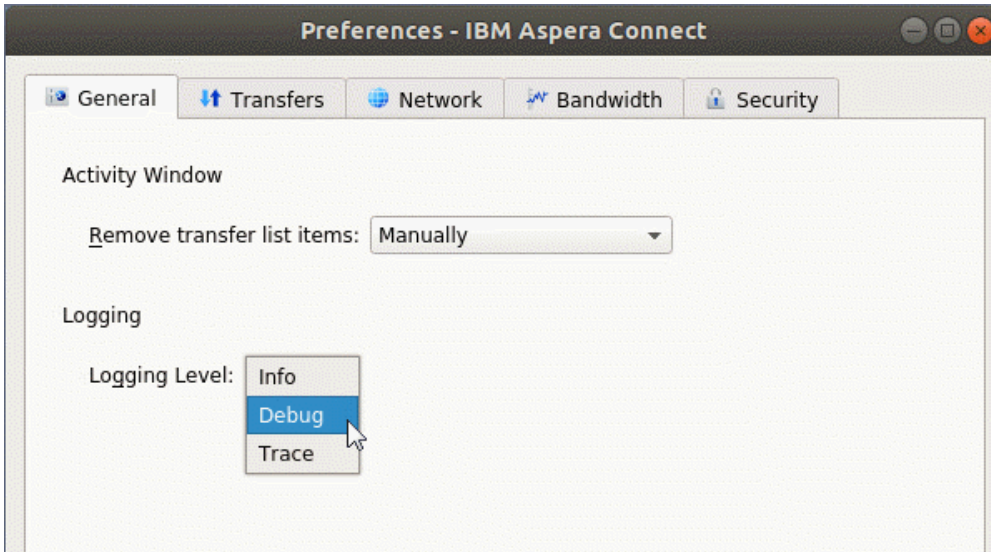 Preferences - IBM Aspera Connect
General Transfers Network Bandwidth Security
Activity Window
Remove transfer list items: Manually
Logging
Logging Level: Info
Debug
Trace